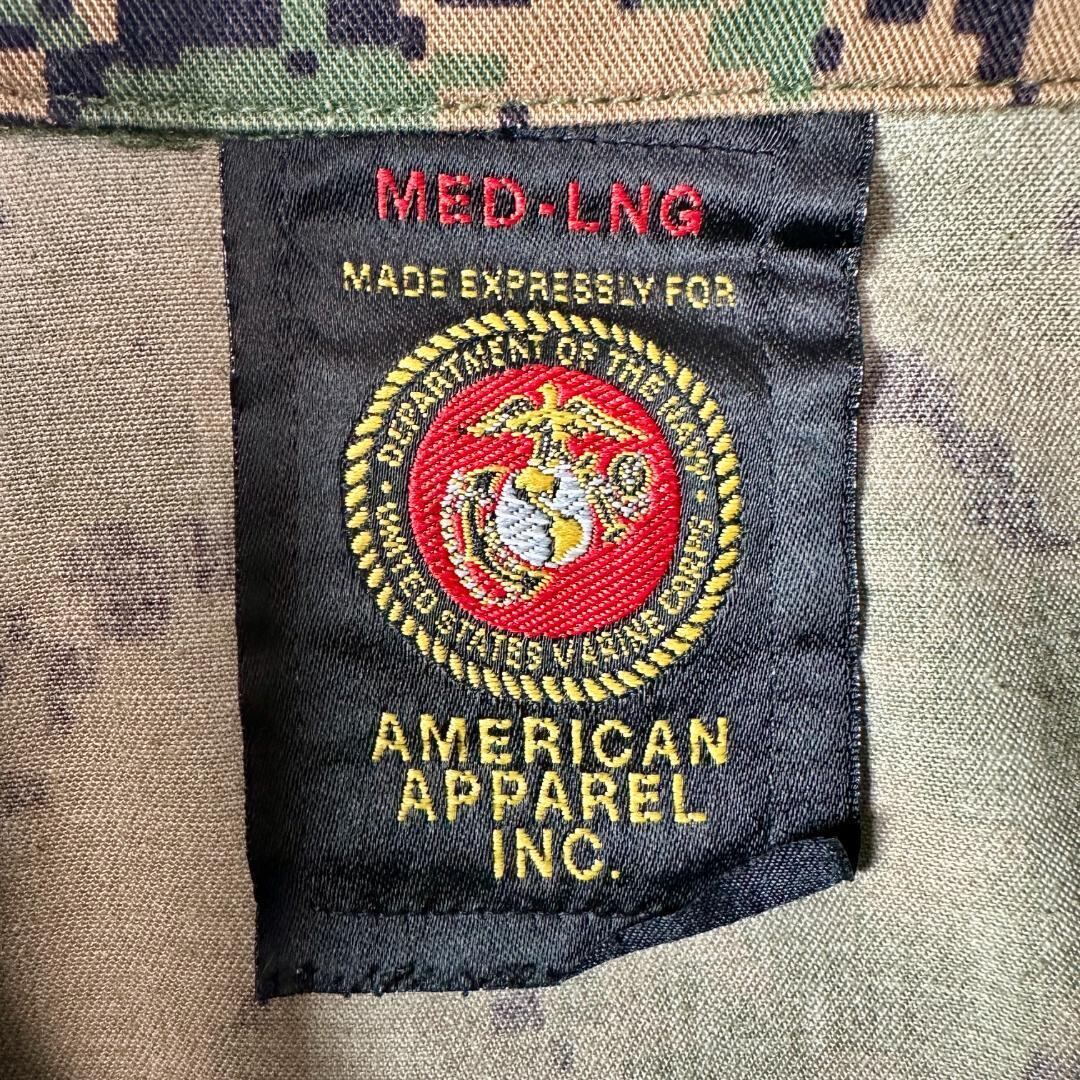 MED-LNG
MADE EXPRESSLY FOR
DEPARTMENT OF THE NAVY
• UNITED STATES MARINE CORPS •
AMERICAN
APPAREL
INC.